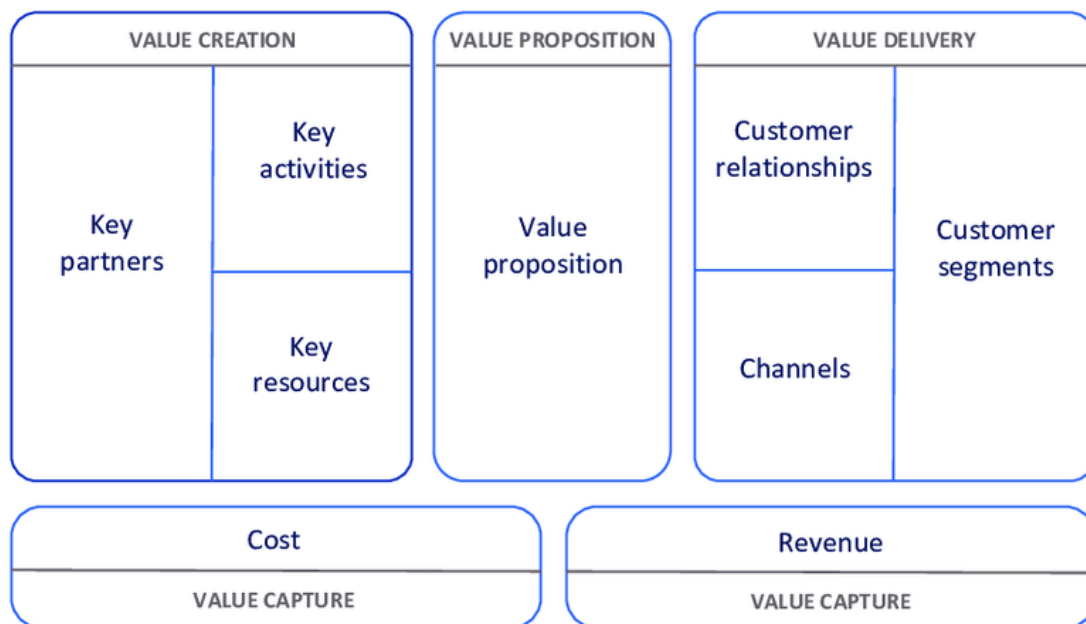 VALUE CREATION
Key
partners
Key
activities
Key
resources
VALUE PROPOSITION
Value
proposition
VALUE DELIVERY
Customer
relationships
Channels
Customer
segments
Cost
VALUE CAPTURE
Revenue
VALUE CAPTURE